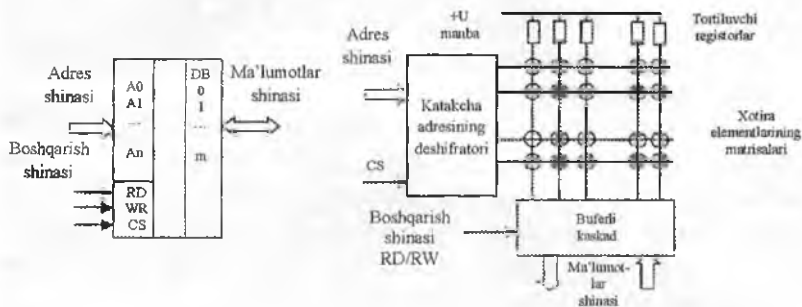 Adres
shinasi
Boshqarish
shinasi
A0
A1
An
RD
WR
CS
DB
0
1
m
Ma'lumotlar
shinasi
+U
manba
Tortiluvchi
registorlar
Adres
shinasi
Katakcha
adresining
deshifratori
Xotira
elementlarining
matrisalari
CS
Boshqarish
shinasi
RD/RW
Buferli
kaskad
Ma'lumot-
lar
shinasi